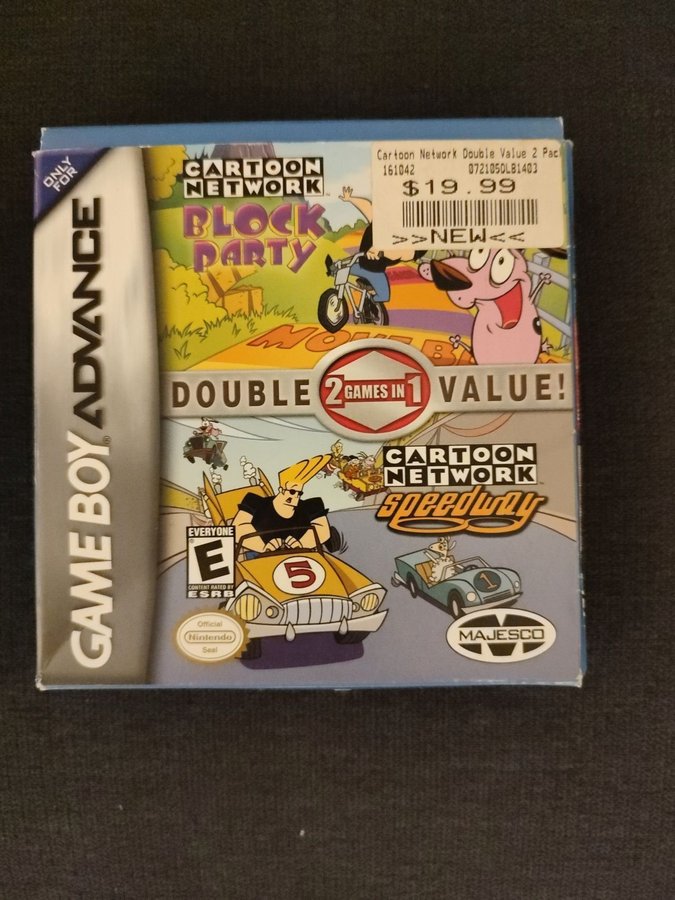 ONLY
FOR
GAME BOY ADVANCE
CARTOON
NETWORK
BLOCK
PARTY
Cartoon Network Double Value 2 Pac
161042 072105DLB1403
$19.99
>>NEW<<
DOUBLE 2 GAMES IN 1 VALUE!
CARTOON
NETWORK
Speedway
5
1
EVERYONE
E
CONTENT RATED BY
ESRB
Official
Nintendo
Seal
MAJESCO